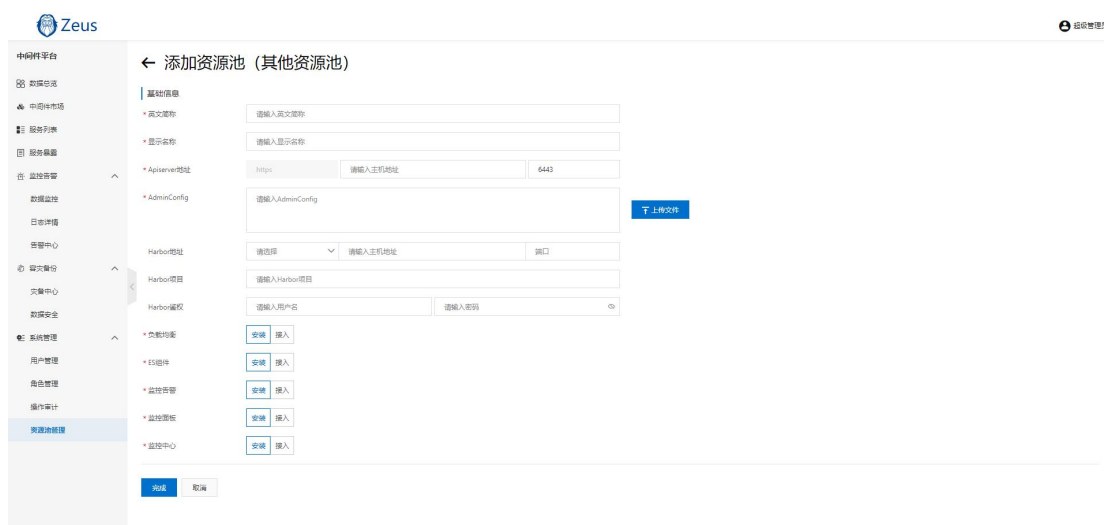 Zeus
超级管理员
中间件平台
数据总览
中间件市场
服务列表
服务暴露
监控告警
数据监控
日志详情
告警中心
容灾备份
灾备中心
数据安全
系统管理
用户管理
角色管理
操作审计
资源池管理
← 添加资源池（其他资源池）
基础信息
* 英文简称 请输入英文简称
* 显示名称 请输入显示名称
* Apiserver地址 https 请输入主机地址 6443
* AdminConfig 请输入AdminConfig 上传文件
Harbor地址 请选择 请输入主机地址 端口
Harbor项目 请输入Harbor项目
Harbor鉴权 请输入用户名 请输入密码
* 负载均衡 安装 接入
* ES组件 安装 接入
* 监控告警 安装 接入
* 监控面板 安装 接入
* 监控中心 安装 接入
完成 取消